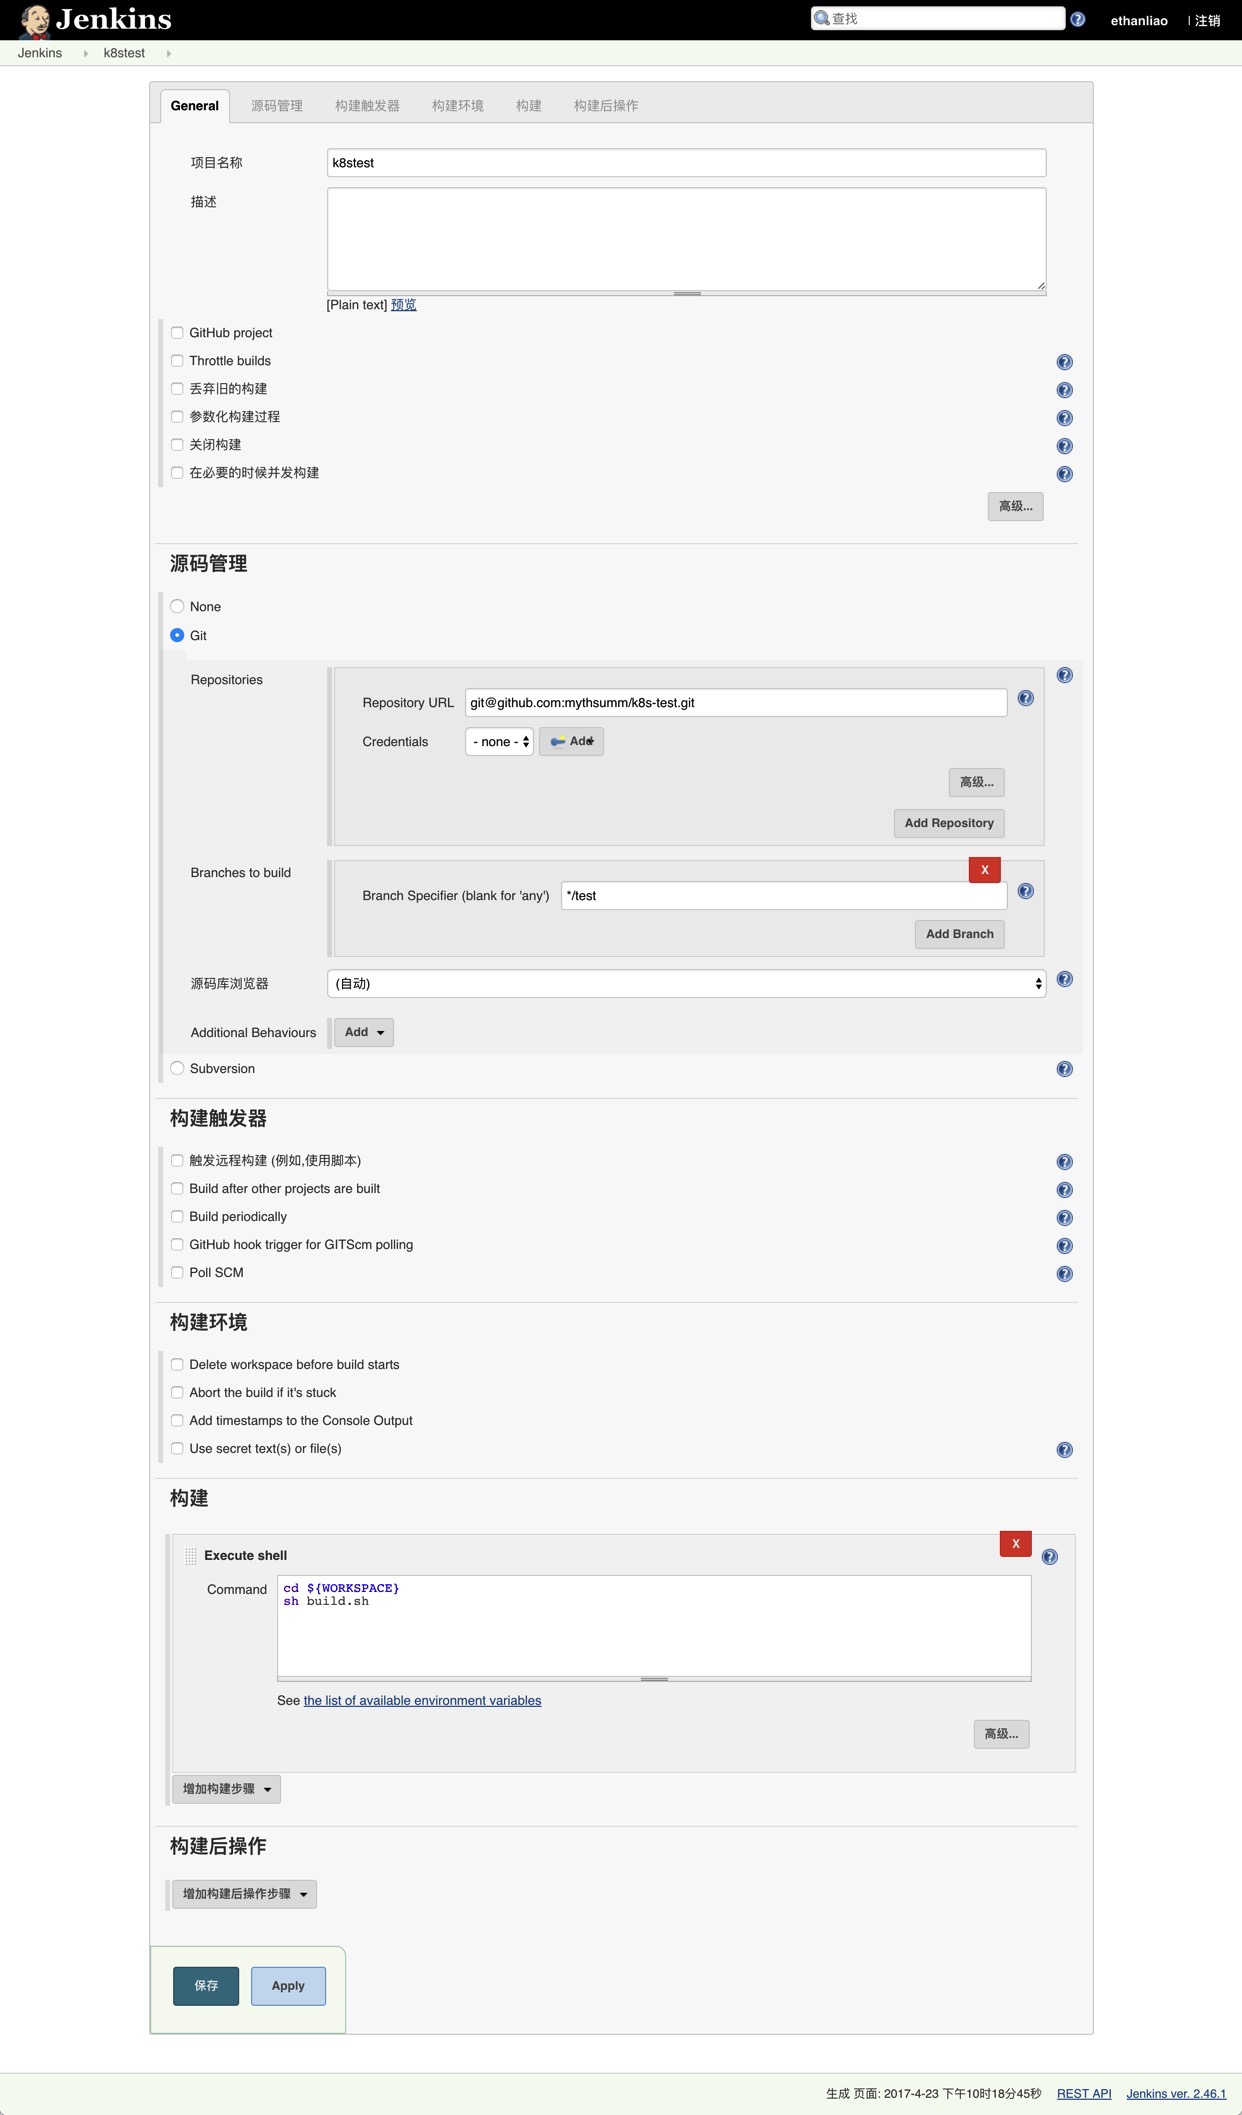 Jenkins
查找
ethanliao | 注销
Jenkins k8stest
General 源码管理 构建触发器 构建环境 构建 构建后操作
项目名称 k8stest
描述
[Plain text] 预览
GitHub project
Throttle builds
丢弃旧的构建
参数化构建过程
关闭构建
在必要的时候并发构建
高级...
源码管理
None
Git
Repositories
Repository URL git@github.com:mythsumm/k8s-test.git
Credentials - none - Add
高级...
Add Repository
Branches to build
X
Branch Specifier (blank for 'any') */test
Add Branch
源码库浏览器 (自动)
Additional Behaviours Add
Subversion
构建触发器
触发远程构建 (例如,使用脚本)
Build after other projects are built
Build periodically
GitHub hook trigger for GITScm polling
Poll SCM
构建环境
Delete workspace before build starts
Abort the build if it's stuck
Add timestamps to the Console Output
Use secret text(s) or file(s)
构建
X
Execute shell
Command cd ${WORKSPACE}
sh build.sh
See the list of available environment variables
高级...
增加构建步骤
构建后操作
增加构建后操作步骤
保存 Apply
生成 页面: 2017-4-23 下午10时18分45秒 REST API Jenkins ver. 2.46.1